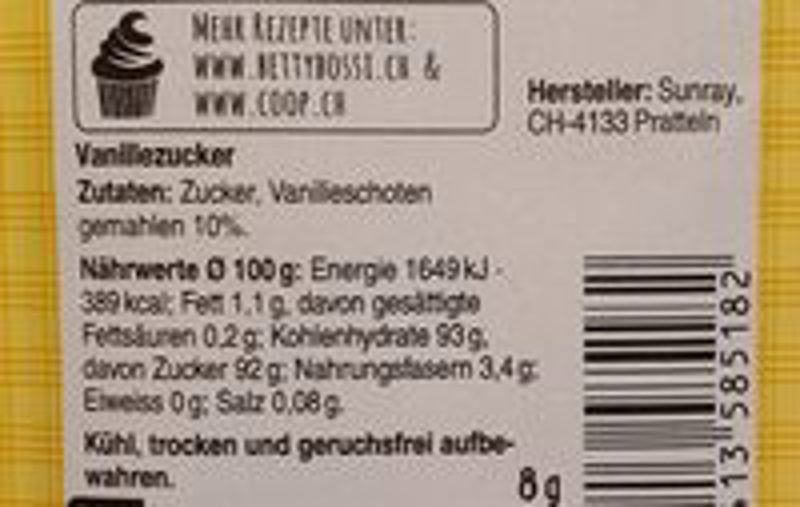 MEHR REZEPTE UNTER:
WWW.BETTYBOSSI.CH &
WWW.COOP.CH
Hersteller: Sunray,
CH-4133 Pratteln
Vanillezucker
Zutaten: Zucker, Vanilleschoten
gemahlen 10%.
Nährwerte Ø 100 g: Energie 1649 kJ -
389 kcal; Fett 1,1 g, davon gesättigte
Fettsäuren 0,2 g; Kohlenhydrate 93 g,
davon Zucker 92 g; Nahrungsfasern 3,4 g;
Eiweiss 0 g; Salz 0,08 g.
Kühl, trocken und geruchsfrei aufbe-
wahren.
8 g
13 585182